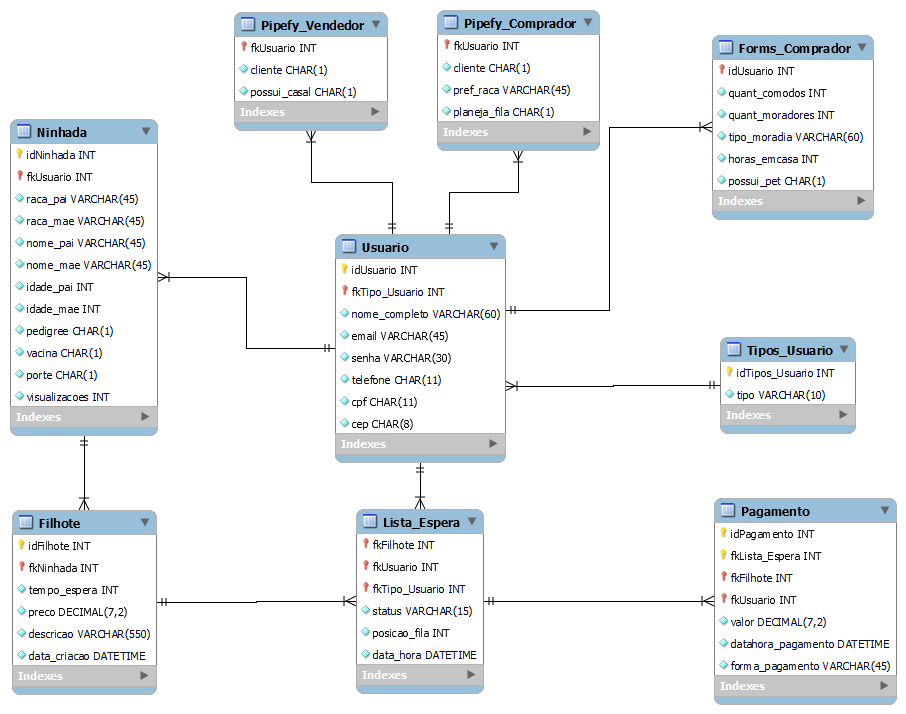 Pipefy_Vendedor
fkUsuario INT
cliente CHAR(1)
possui_casal CHAR(1)
Indexes
Pipefy_Comprador
fkUsuario INT
cliente CHAR(1)
pref_raca VARCHAR(45)
planeja_fila CHAR(1)
Indexes
Forms_Comprador
idUsuario INT
quant_comodos INT
quant_moradores INT
tipo_moradia VARCHAR(60)
horas_emcasa INT
possui_pet CHAR(1)
Indexes
Ninhada
idNinhada INT
fkUsuario INT
raca_pai VARCHAR(45)
raca_mae VARCHAR(45)
nome_pai VARCHAR(45)
nome_mae VARCHAR(45)
idade_pai INT
idade_mae INT
pedigree CHAR(1)
vacina CHAR(1)
porte CHAR(1)
visualizacoes INT
Indexes
Usuario
idUsuario INT
fkTipo_Usuario INT
nome_completo VARCHAR(60)
email VARCHAR(45)
senha VARCHAR(30)
telefone CHAR(11)
cpf CHAR(11)
cep CHAR(8)
Indexes
Tipos_Usuario
idTipos_Usuario INT
tipo VARCHAR(10)
Indexes
Filhote
idFilhote INT
fkNinhada INT
tempo_espera INT
preco DECIMAL(7,2)
descricao VARCHAR(550)
data_criacao DATETIME
Indexes
Lista_Espera
fkFilhote INT
fkUsuario INT
fkTipo_Usuario INT
status VARCHAR(15)
posicao_fila INT
data_hora DATETIME
Indexes
Pagamento
idPagamento INT
fkLista_Espera INT
fkFilhote INT
fkUsuario INT
valor DECIMAL(7,2)
datahora_pagamento DATETIME
forma_pagamento VARCHAR(45)
Indexes